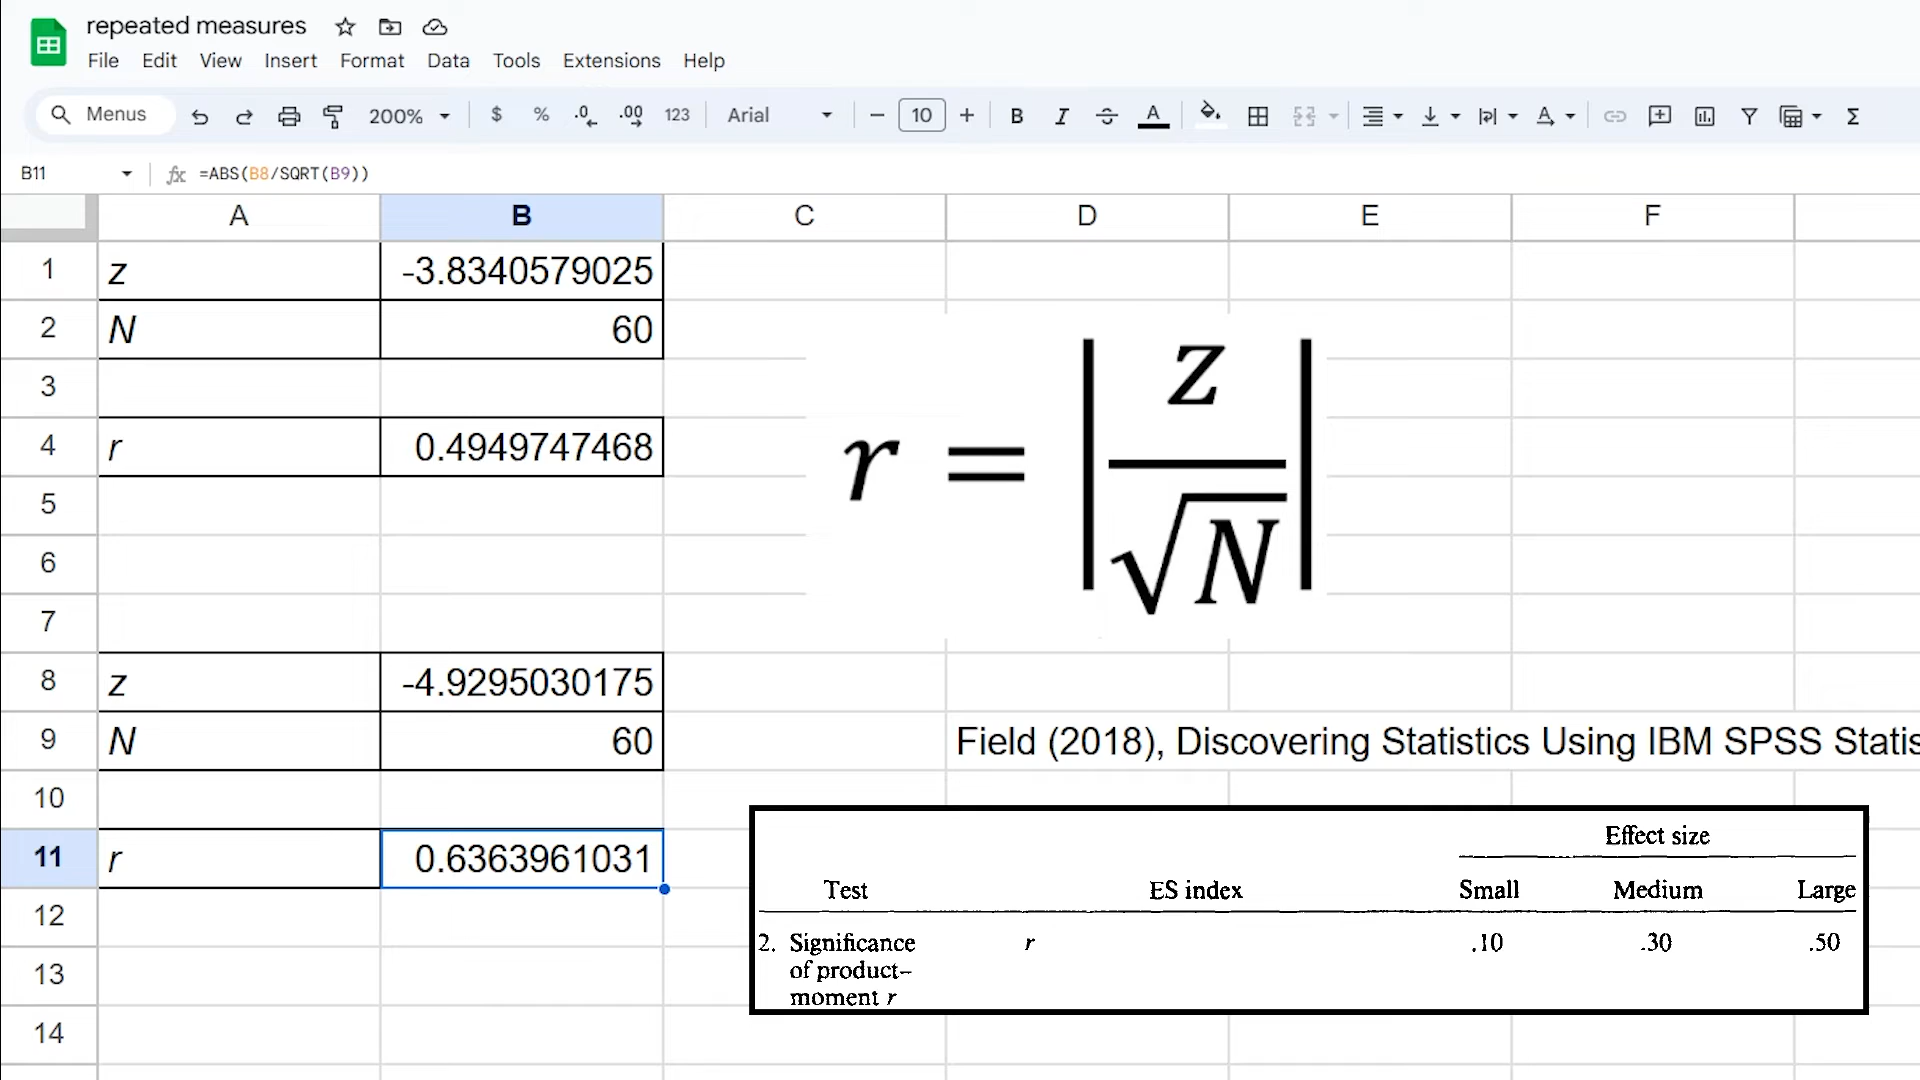 repeated measures
File Edit View Insert Format Data Tools Extensions Help
Menus 200% $ % .0 .00 123 Arial 10 B I A Σ
B11 fx =ABS(B8/SQRT(B9))
A B C D E F
1 z -3.8340579025
2 N 60
3
4 r 0.4949747468
5
6
7
r = |z/√N|
8 z -4.9295030175
9 N 60 Field (2018), Discovering Statistics Using IBM SPSS Statis
10
11 r 0.6363961031
12
13
14
Effect size
Test ES index Small Medium Large
2. Significance r .10 .30 .50
of product–
moment r